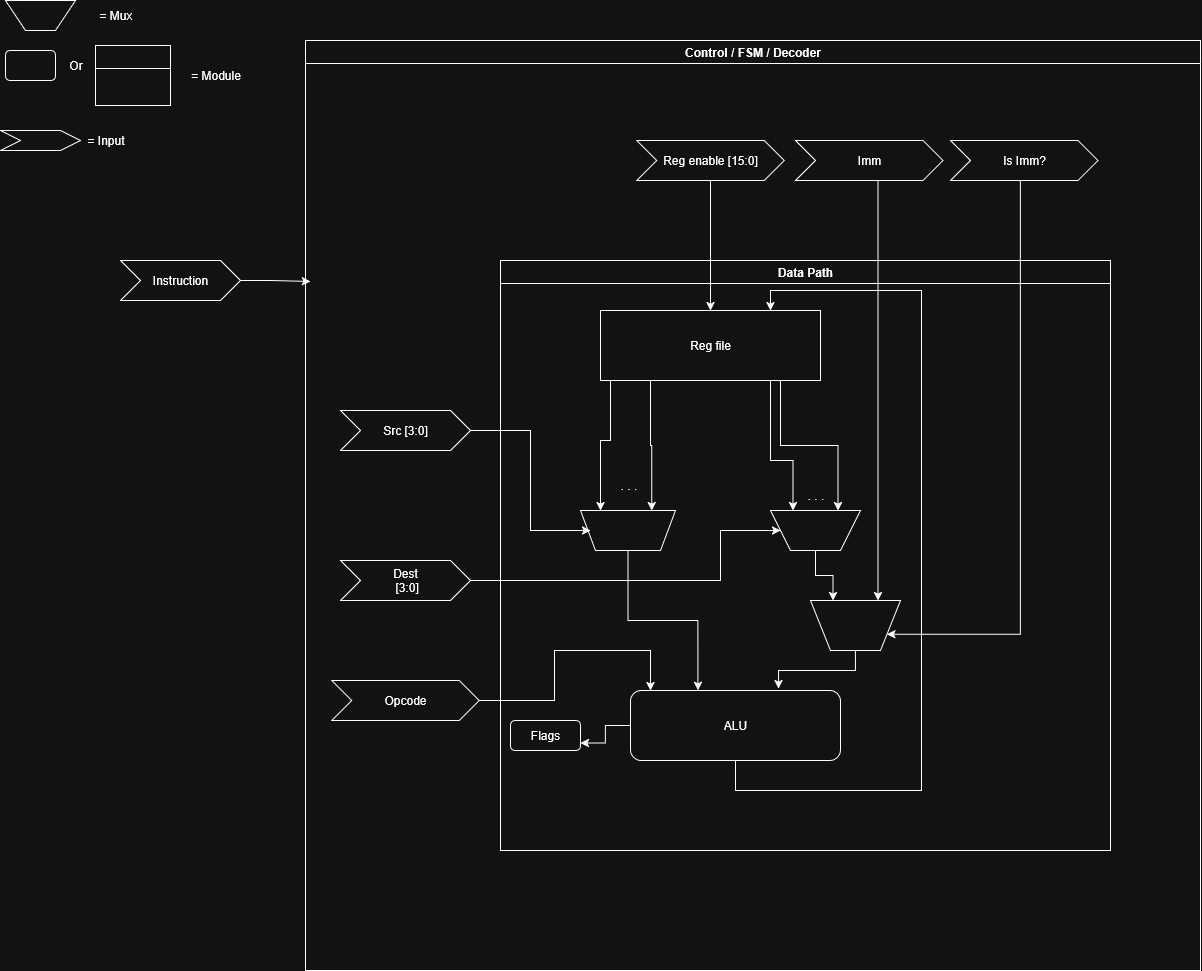 = Mux
Or
= Module
= Input
Control / FSM / Decoder
Reg enable [15:0]
Imm
Is Imm?
Instruction
Data Path
Reg file
Src [3:0]
. . .
. . .
Dest
[3:0]
Opcode
Flags
ALU